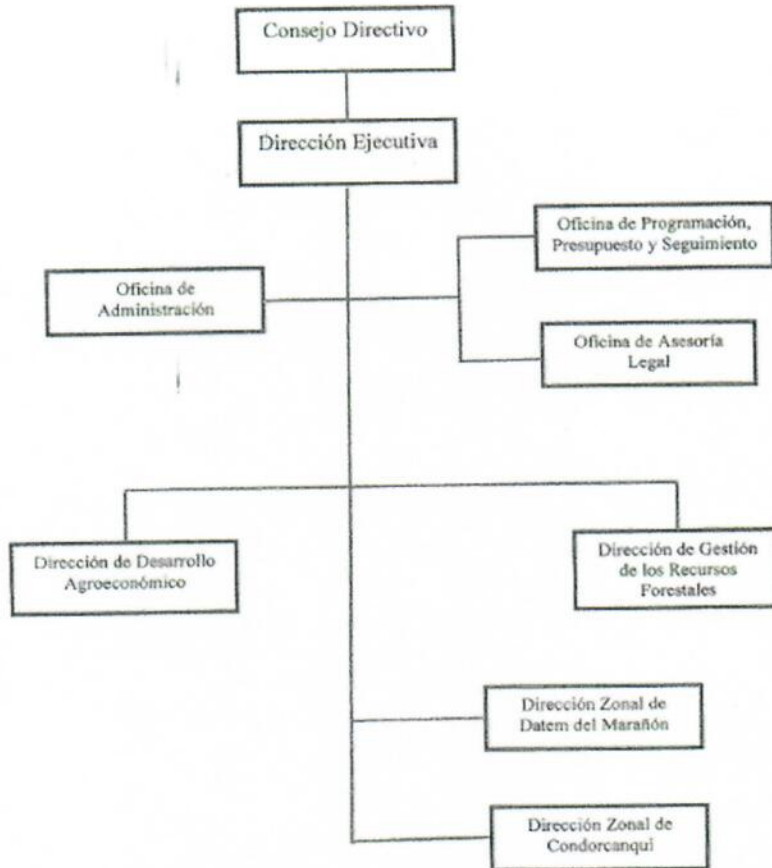 Consejo Directivo
Dirección Ejecutiva
Oficina de Programación,
Presupuesto y Seguimiento
Oficina de
Administración
Oficina de Asesoría
Legal
Dirección de Desarrollo
Agroeconómico
Dirección de Gestión
de los Recursos
Forestales
Dirección Zonal de
Datem del Marañón
Dirección Zonal de
Condorcanqui